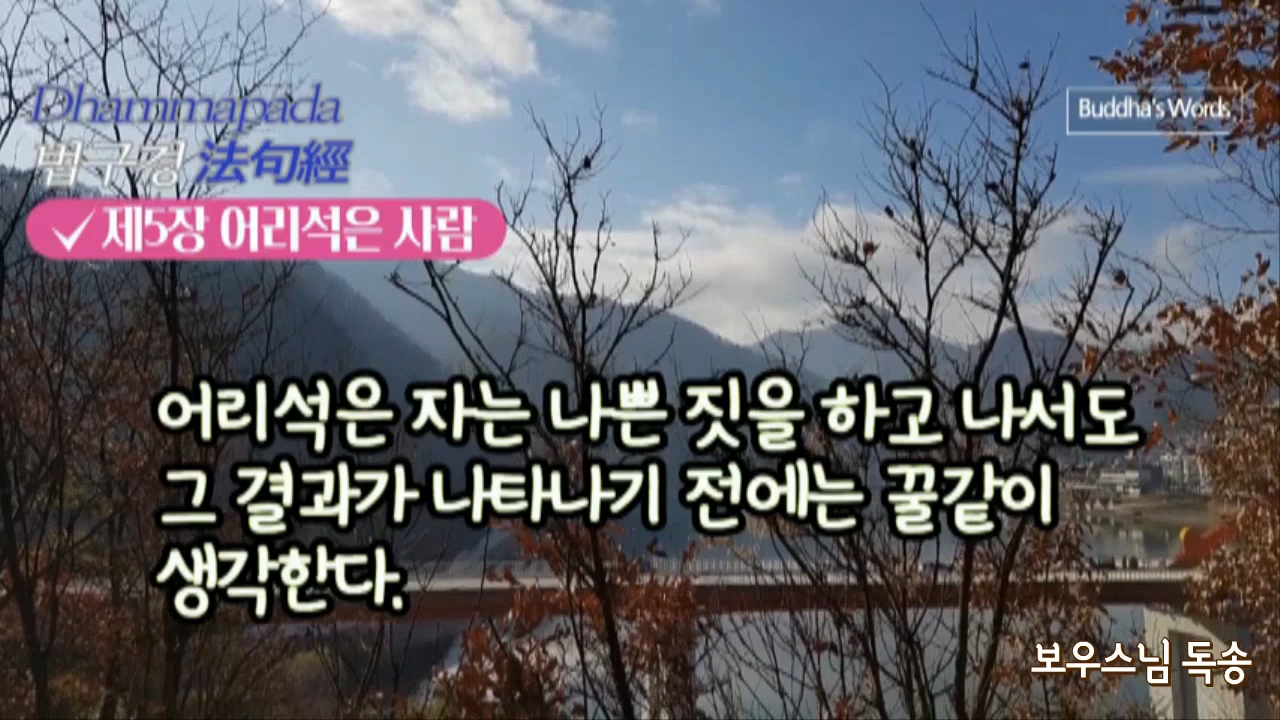 Dhammapada
법구경 法句經
제5장 어리석은 사람
Buddha's Words
어리석은 자는 나쁜 짓을 하고 나서도
그 결과가 나타나기 전에는 꿀같이
생각한다.
보우스님 독송